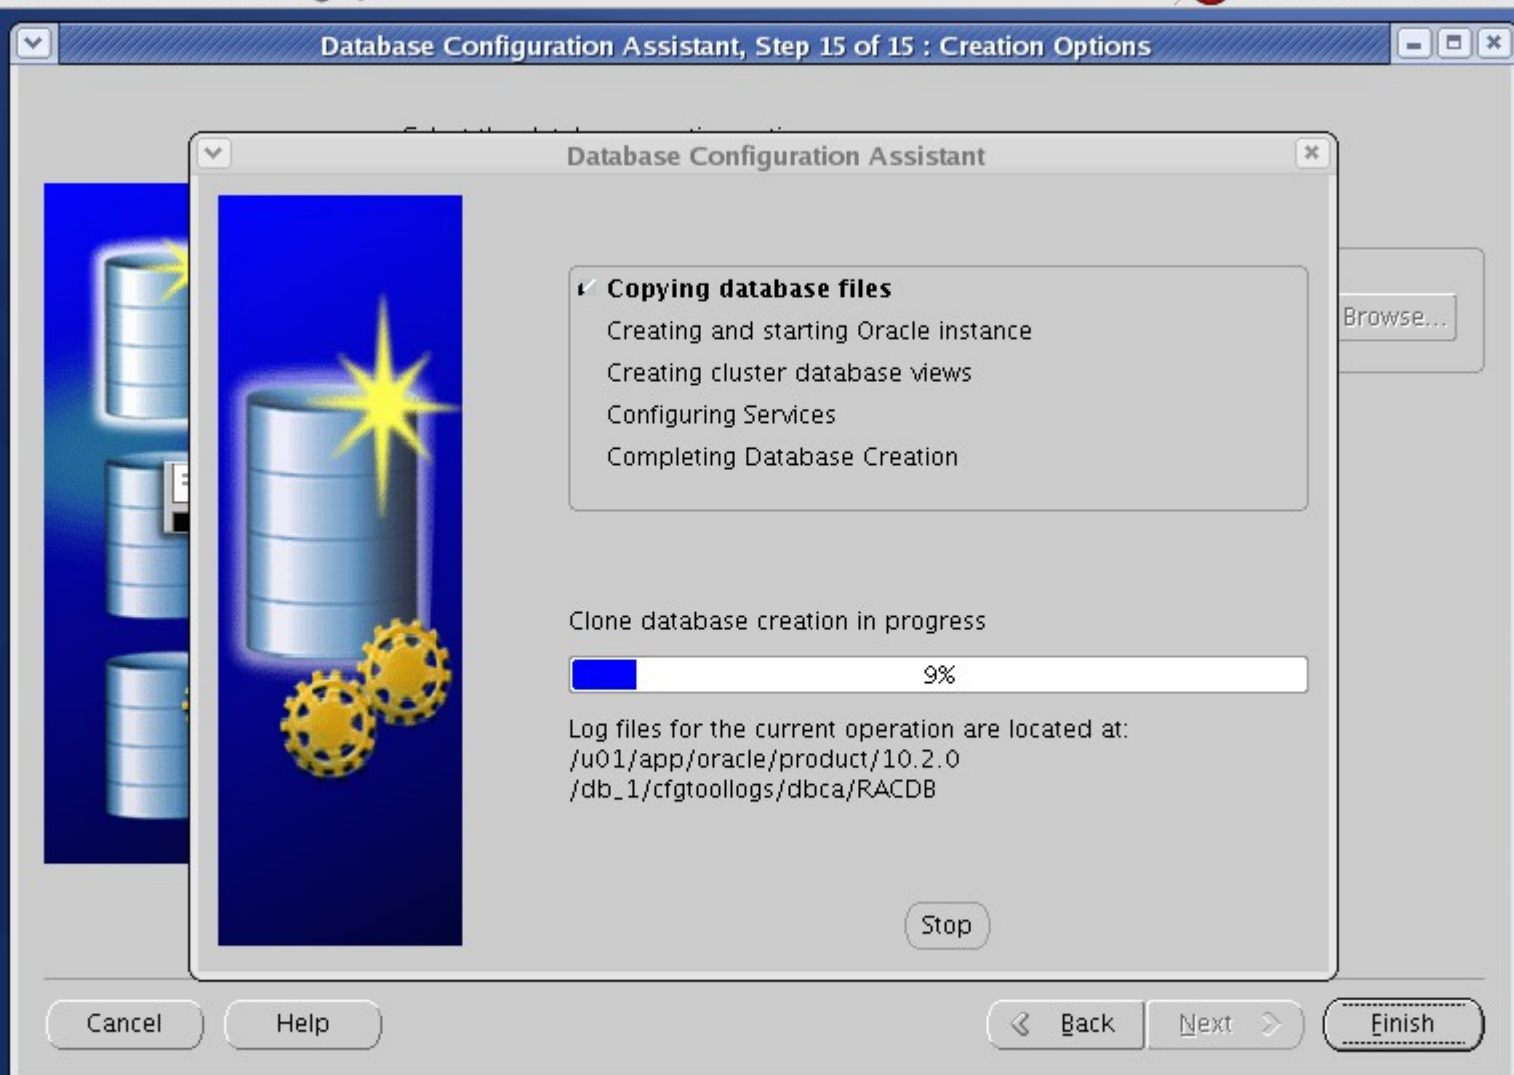 Database Configuration Assistant, Step 15 of 15 : Creation Options
Database Configuration Assistant
Copying database files
Creating and starting Oracle instance
Creating cluster database views
Configuring Services
Completing Database Creation
Browse...
Clone database creation in progress
9%
Log files for the current operation are located at:
/u01/app/oracle/product/10.2.0
/db_1/cfgtoollogs/dbca/RACDB
Stop
Cancel
Help
Back
Next
Finish